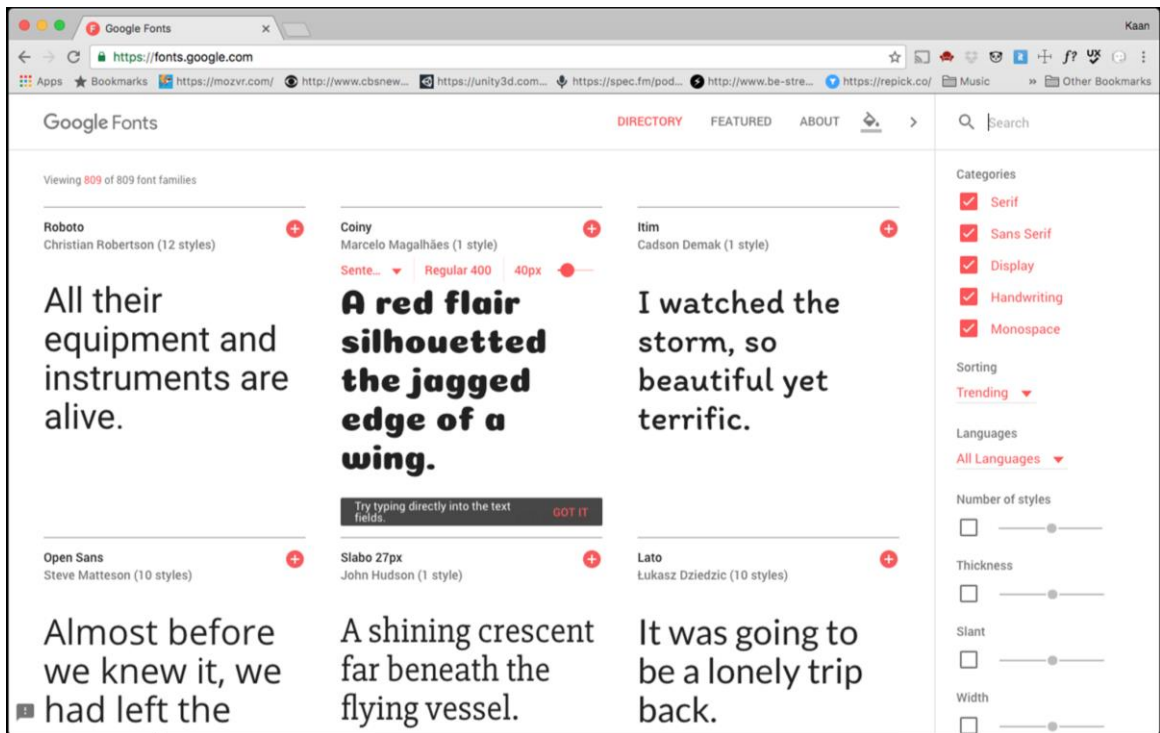 Google Fonts
Kaan
https://fonts.google.com
f?
UX
Apps
Bookmarks
https://mozvr.com/
http://www.cbsnew...
https://unity3d.com...
https://spec.fm/pod...
http://www.be-stre...
https://repick.co/
Music
»
Other Bookmarks
Google Fonts
DIRECTORY
FEATURED
ABOUT
Search
Viewing 809 of 809 font families
Roboto
Christian Robertson (12 styles)
All their
equipment and
instruments are
alive.
Coiny
Marcelo Magalhães (1 style)
Sente...
Regular 400
40px
A red flair
silhouetted
the jagged
edge of a
wing.
Try typing directly into the text
fields.
GOT IT
Itim
Cadson Demak (1 style)
I watched the
storm, so
beautiful yet
terrific.
Open Sans
Steve Matteson (10 styles)
Almost before
we knew it, we
had left the
Slabo 27px
John Hudson (1 style)
A shining crescent
far beneath the
flying vessel.
Lato
Łukasz Dziedzic (10 styles)
It was going to
be a lonely trip
back.
Categories
Serif
Sans Serif
Display
Handwriting
Monospace
Sorting
Trending
Languages
All Languages
Number of styles
Thickness
Slant
Width